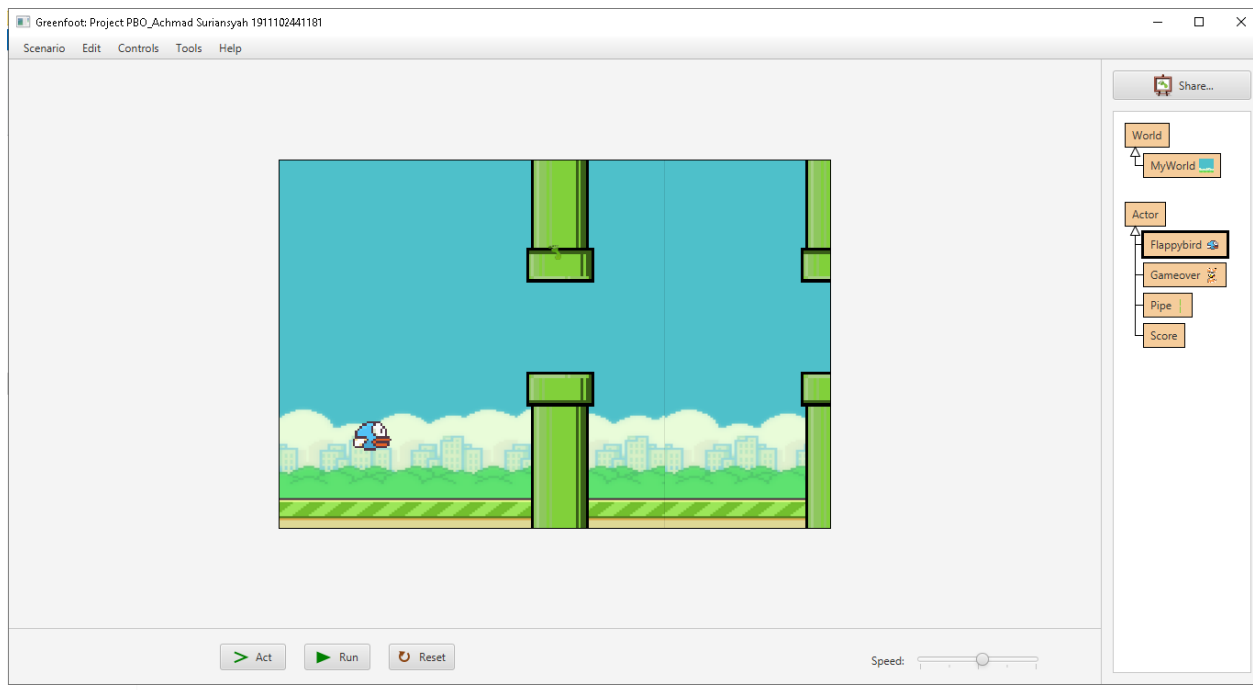 Greenfoot: Project PBO_Achmad Suriansyah 1911102441181
Scenario Edit Controls Tools Help
Share...
World
MyWorld
Actor
Flappybird
Gameover
Pipe
Score
Act Run Reset Speed: